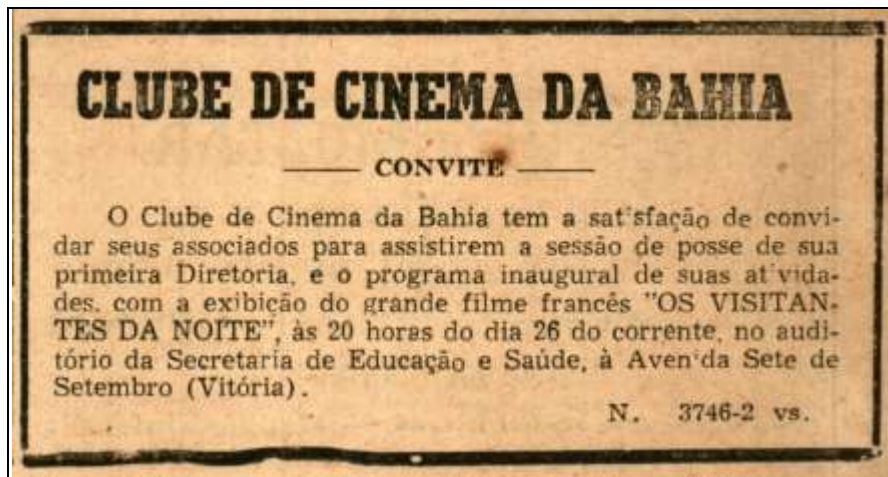 CLUBE DE CINEMA DA BAHIA
CONVITE
O Clube de Cinema da Bahia tem a satisfação de convi-
dar seus associados para assistirem a sessão de posse de sua
primeira Diretoria, e o programa inaugural de suas ativida-
des, com a exibição do grande filme francês "OS VISITAN-
TES DA NOITE", às 20 horas do dia 26 do corrente, no audi-
tório da Secretaria de Educação e Saúde, à Avenida Sete de
Setembro (Vitória).
N. 3746-2 vs.